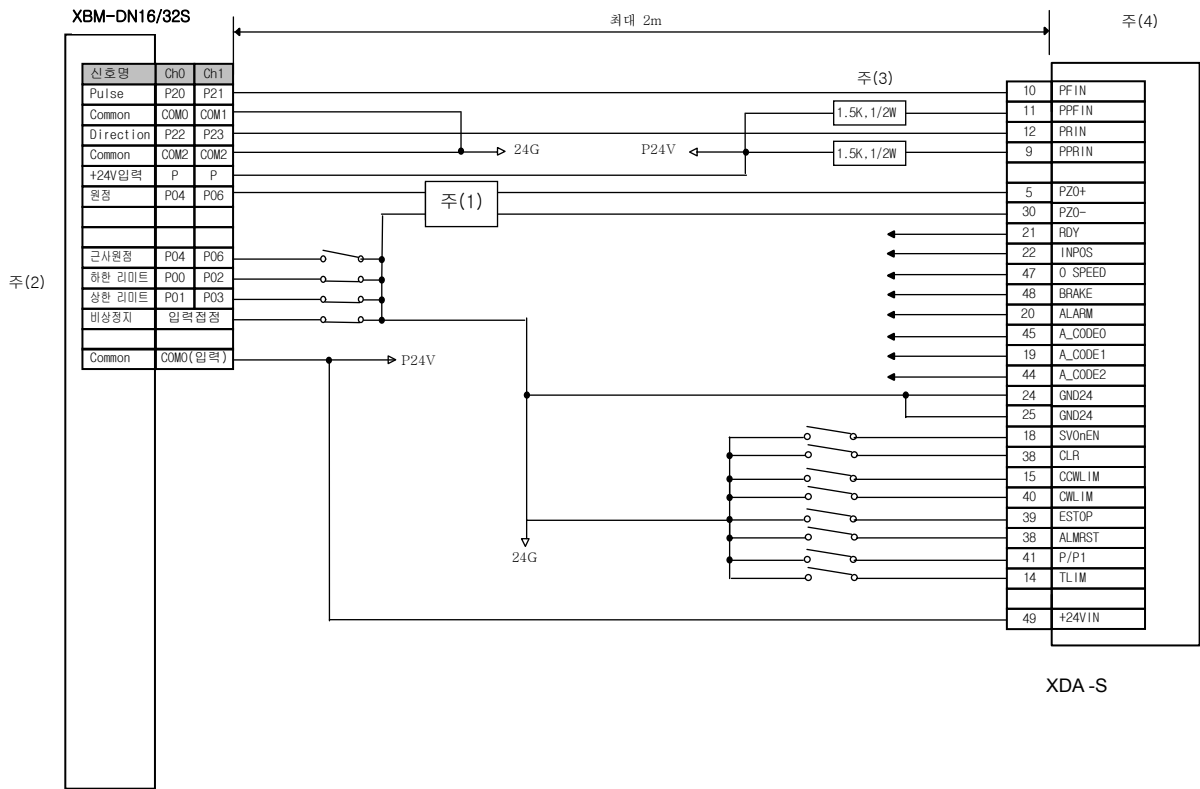 XBM-DN16/32S
최대 2m
주(4)
신호명 Ch0 Ch1
주(3)
Pulse P20 P21
10 PFIN
Common COM0 COM1
1.5K,1/2W
11 PPFIN
Direction P22 P23
12 PRIN
Common COM2 COM2
24G
P24V
1.5K,1/2W
9 PPRIN
+24V입력 P P
원점 P04 P06
주(1)
5 PZ0+
30 PZ0-
21 RDY
근사원점 P04 P06
22 INPOS
주(2)
하한 리미트 P00 P02
47 0 SPEED
상한 리미트 P01 P03
48 BRAKE
비상정지 입력접점
20 ALARM
45 A_CODE0
Common COM0(입력)
P24V
19 A_CODE1
44 A_CODE2
24 GND24
25 GND24
18 SVOnEN
38 CLR
15 CCWLIM
40 CWLIM
39 ESTOP
38 ALMRST
24G
41 P/P1
14 TLIM
49 +24VIN
XDA -S